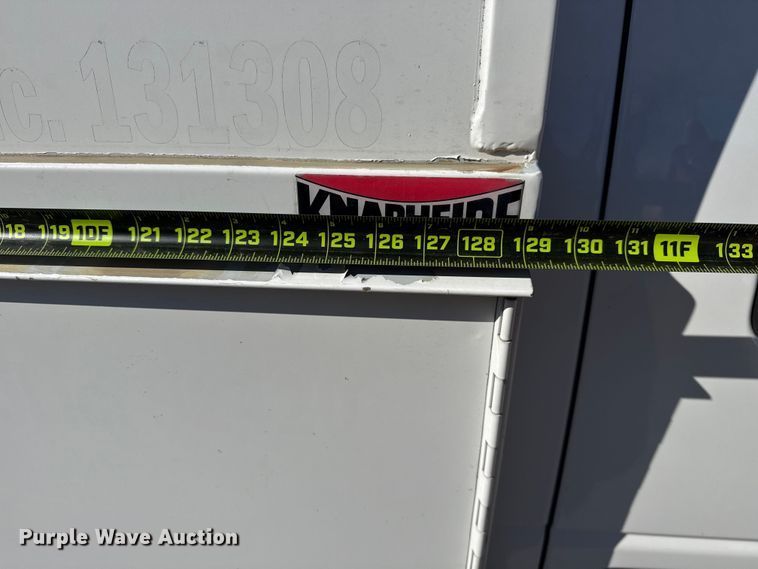 c. 131308
KNAPHEIDE
18 119 10F 121 122 123 124 125 126 127 128 129 130 131 11F 133
Purple Wave Auction